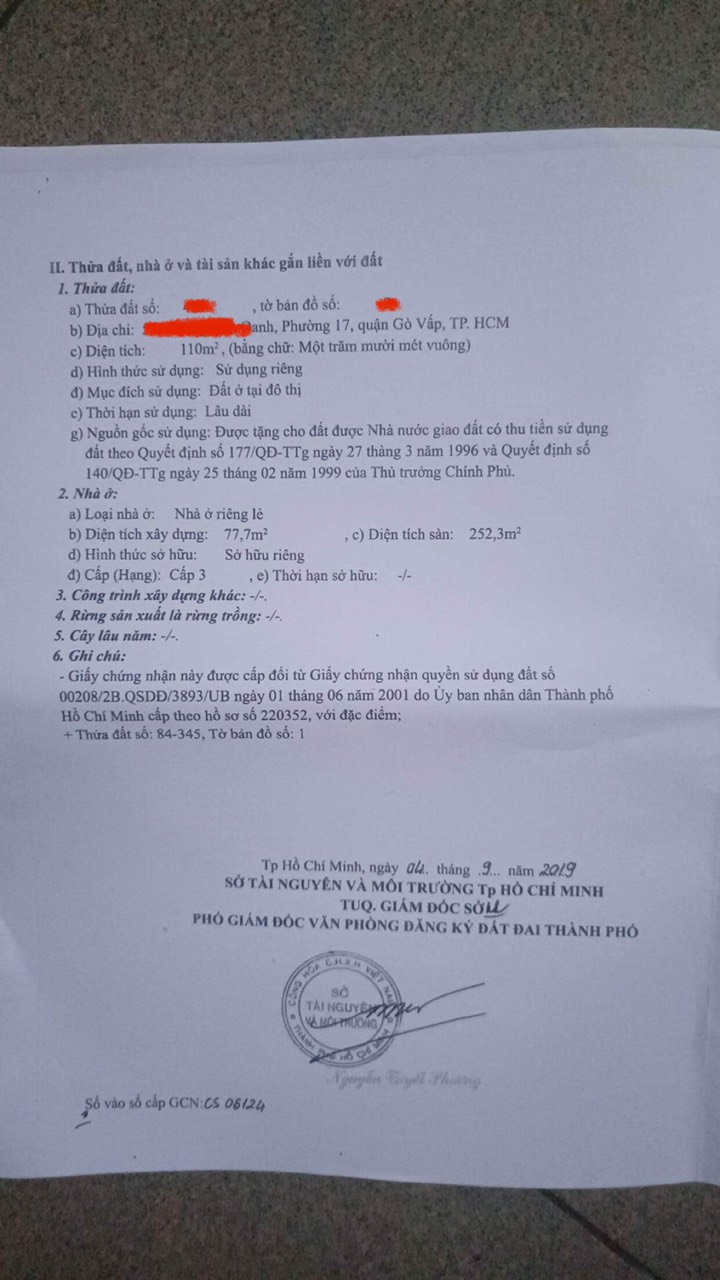 II. Thửa đất, nhà ở và tài sản khác gắn liền với đất
1. Thửa đất:
a) Thửa đất số: , tờ bản đồ số:
b) Địa chỉ: anh, Phường 17, quận Gò Vấp, TP. HCM
c) Diện tích: 110m², (bằng chữ: Một trăm mười mét vuông)
d) Hình thức sử dụng: Sử dụng riêng
đ) Mục đích sử dụng: Đất ở tại đô thị
e) Thời hạn sử dụng: Lâu dài
g) Nguồn gốc sử dụng: Được tặng cho đất được Nhà nước giao đất có thu tiền sử dụng
đất theo Quyết định số 177/QĐ-TTg ngày 27 tháng 3 năm 1996 và Quyết định số
140/QĐ-TTg ngày 25 tháng 02 năm 1999 của Thủ trưởng Chính Phủ.
2. Nhà ở:
a) Loại nhà ở: Nhà ở riêng lẻ
b) Diện tích xây dựng: 77,7m² , c) Diện tích sàn: 252,3m²
d) Hình thức sở hữu: Sở hữu riêng
đ) Cấp (Hạng): Cấp 3 , e) Thời hạn sở hữu: -/-
3. Công trình xây dựng khác: -/-.
4. Rừng sản xuất là rừng trồng: -/-.
5. Cây lâu năm: -/-.
6. Ghi chú:
- Giấy chứng nhận này được cấp đổi từ Giấy chứng nhận quyền sử dụng đất số
00208/2B.QSDĐ/3893/UB ngày 01 tháng 06 năm 2001 do Ủy ban nhân dân Thành phố
Hồ Chí Minh cấp theo hồ sơ số 220352, với đặc điểm;
+ Thửa đất số: 84-345, Tờ bản đồ số: 1
Tp Hồ Chí Minh, ngày 04. tháng .9... năm 2019
SỞ TÀI NGUYÊN VÀ MÔI TRƯỜNG Tp HỒ CHÍ MINH
TUQ. GIÁM ĐỐC SỞ
PHÓ GIÁM ĐỐC VĂN PHÒNG ĐĂNG KÝ ĐẤT ĐAI THÀNH PHỐ
CỘNG HÒA C.H.X.H VIỆT NAM
SỞ
TÀI NGUYÊN
VÀ MÔI TRƯỜNG
THÀNH PHỐ HỒ CHÍ MINH
Nguyễn Tuyết Phương
Số vào sổ cấp GCN: CS 06124